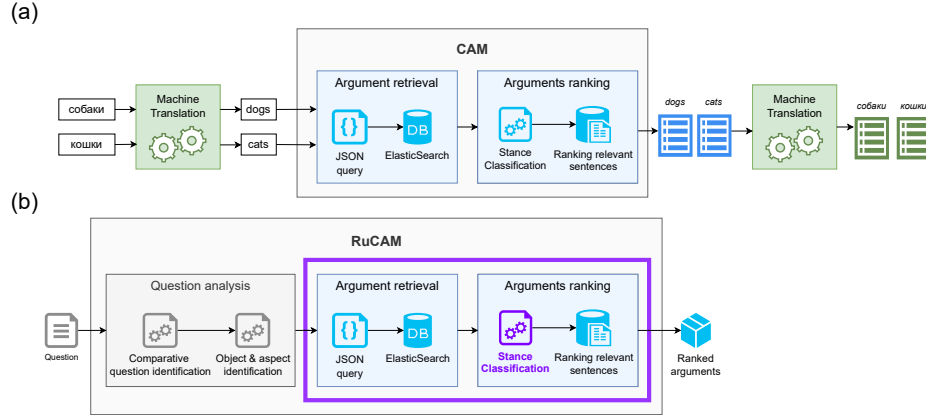 (a)
CAM
Argument retrieval
Arguments ranking
собаки
кошки
Machine
Translation
dogs
cats
{}
JSON
query
DB
ElasticSearch
Stance
Classification
Ranking relevant
sentences
dogs
cats
Machine
Translation
собаки
кошки
(b)
RuCAM
Question analysis
Argument retrieval
Arguments ranking
Question
Comparative
question identification
Object & aspect
identification
{}
JSON
query
DB
ElasticSearch
Stance
Classification
Ranking relevant
sentences
Ranked
arguments